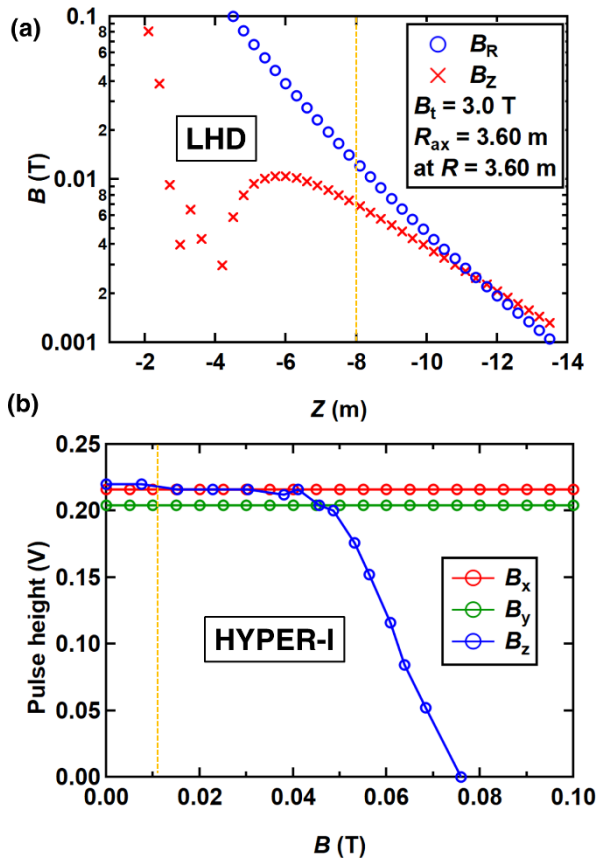 (a)
0.1
8
6
4
2
0.01
8
6
4
2
0.001
B (T)
LHD
B_R
B_Z
B_t = 3.0 T
R_ax = 3.60 m
at R = 3.60 m
-2 -4 -6 -8 -10 -12 -14
Z (m)
(b)
0.25
0.20
0.15
0.10
0.05
0.00
Pulse height (V)
HYPER-I
B_x
B_y
B_z
0.00 0.02 0.04 0.06 0.08 0.10
B (T)